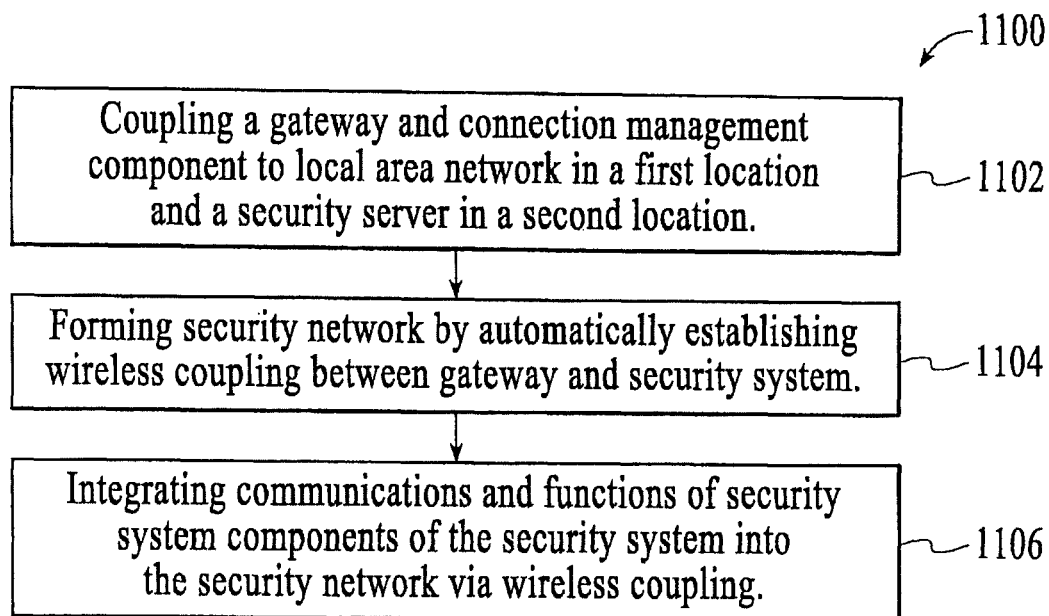 1100
Coupling a gateway and connection management
component to local area network in a first location
and a security server in a second location.
1102
Forming security network by automatically establishing
wireless coupling between gateway and security system.
1104
Integrating communications and functions of security
system components of the security system into
the security network via wireless coupling.
1106